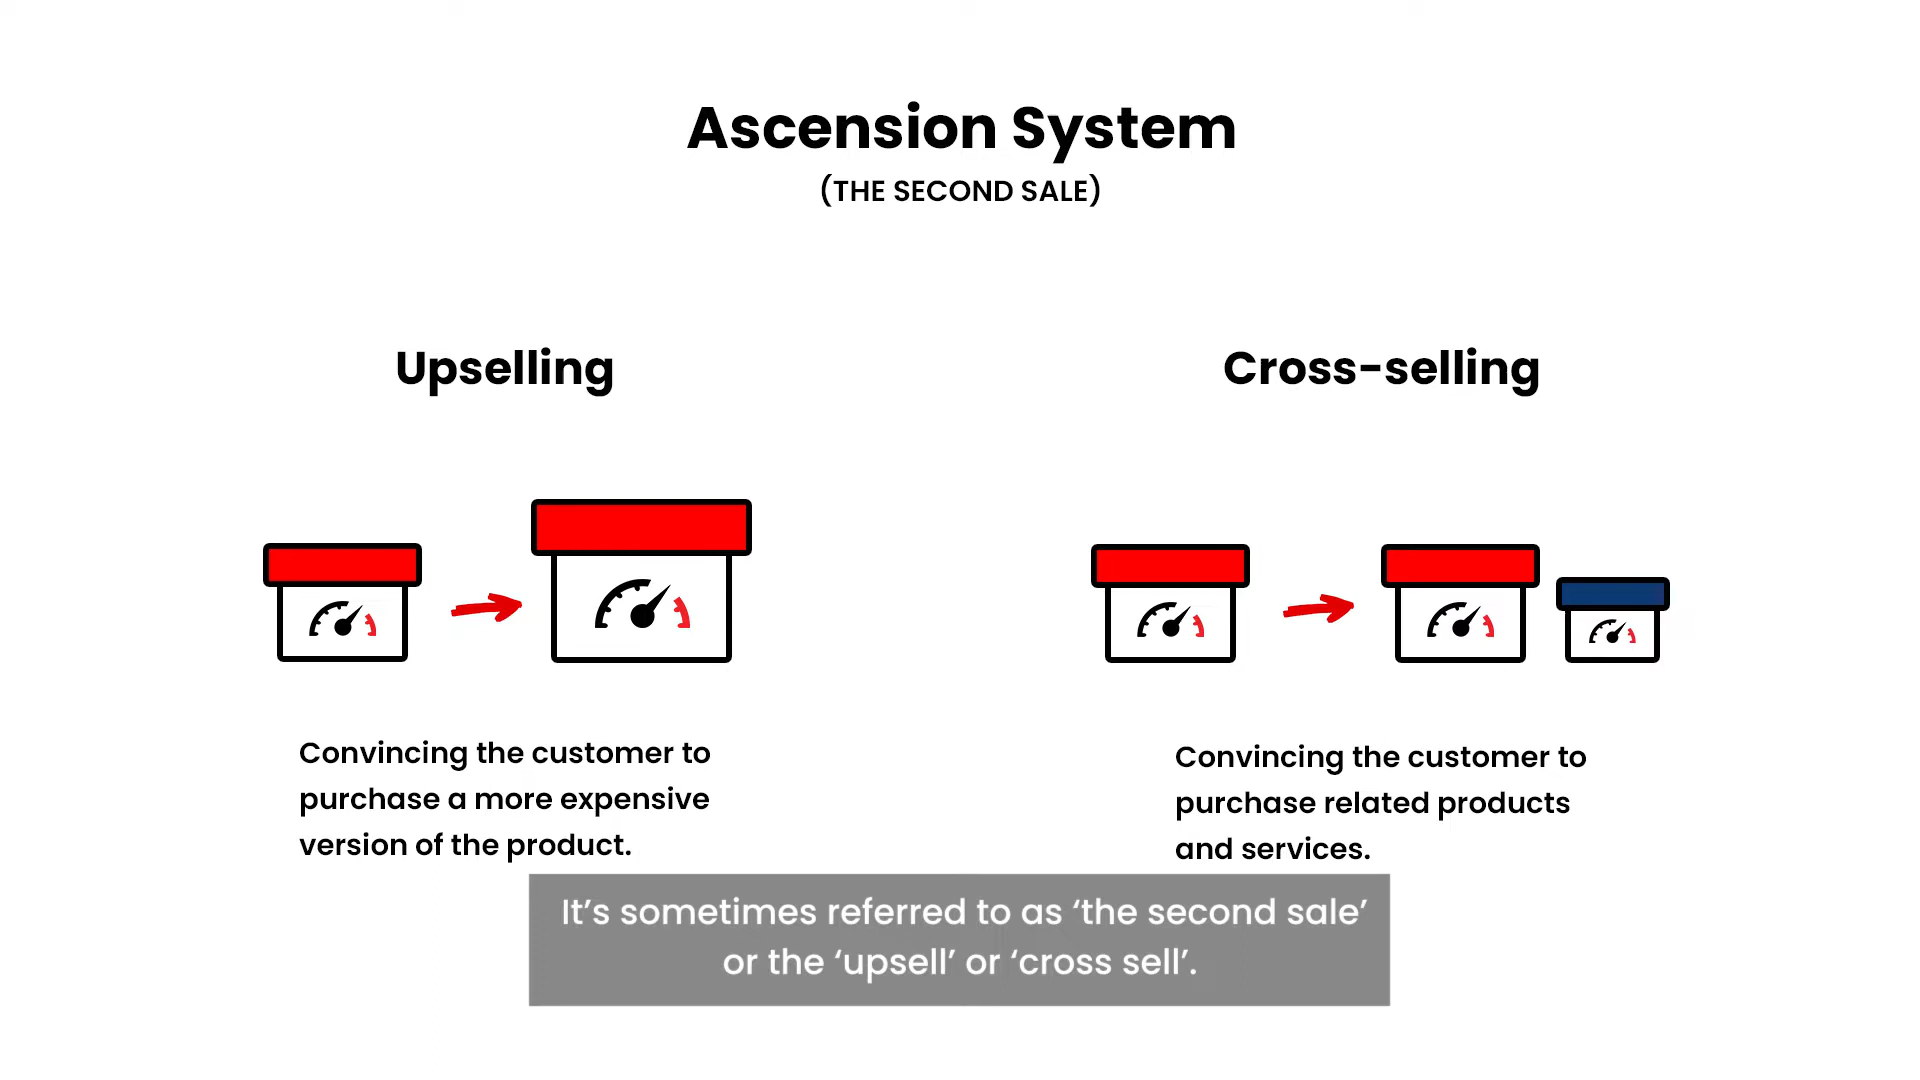 Ascension System
(THE SECOND SALE)
Upselling
Cross-selling
Convincing the customer to
purchase a more expensive
version of the product.
Convincing the customer to
purchase related products
and services.
It’s sometimes referred to as ‘the second sale’
or the ‘upsell’ or ‘cross sell’.